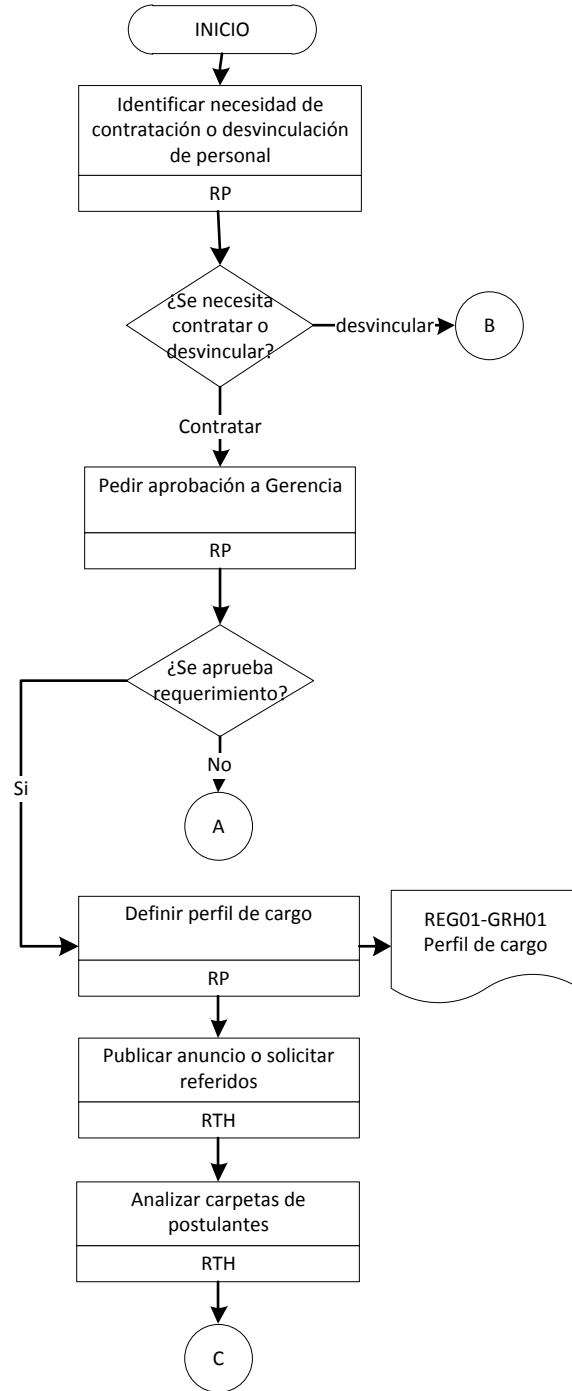 INICIO
Identificar necesidad de
contratación o desvinculación
de personal
RP
¿Se necesita
contratar o
desvincular?
desvincular
B
Contratar
Pedir aprobación a Gerencia
RP
¿Se aprueba
requerimiento?
No
Si
A
Definir perfil de cargo
RP
REG01-GRH01
Perfil de cargo
Publicar anuncio o solicitar
referidos
RTH
Analizar carpetas de
postulantes
RTH
C